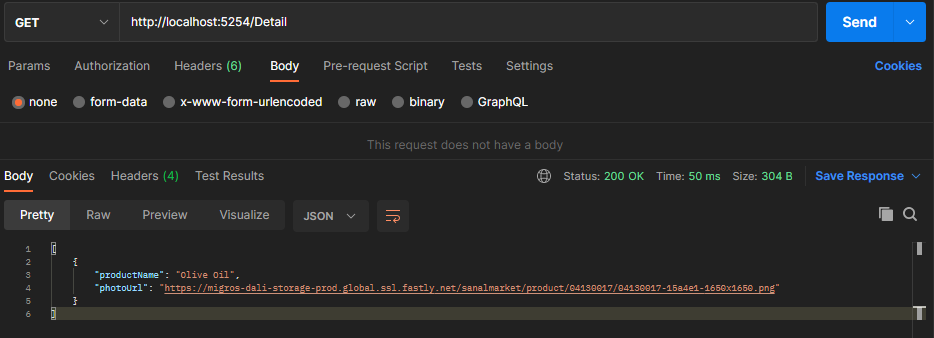 GET http://localhost:5254/Detail Send
Params Authorization Headers (6) Body Pre-request Script Tests Settings Cookies
none form-data x-www-form-urlencoded raw binary GraphQL
This request does not have a body
Body Cookies Headers (4) Test Results Status: 200 OK Time: 50 ms Size: 304 B Save Response
Pretty Raw Preview Visualize JSON
1 [
2 {
3 "productName": "Olive Oil",
4 "photoUrl": "https://migros-dali-storage-prod.global.ssl.fastly.net/sanalmarket/product/04130017/04130017-15a4e1-1650x1650.png"
5 }
6 ]